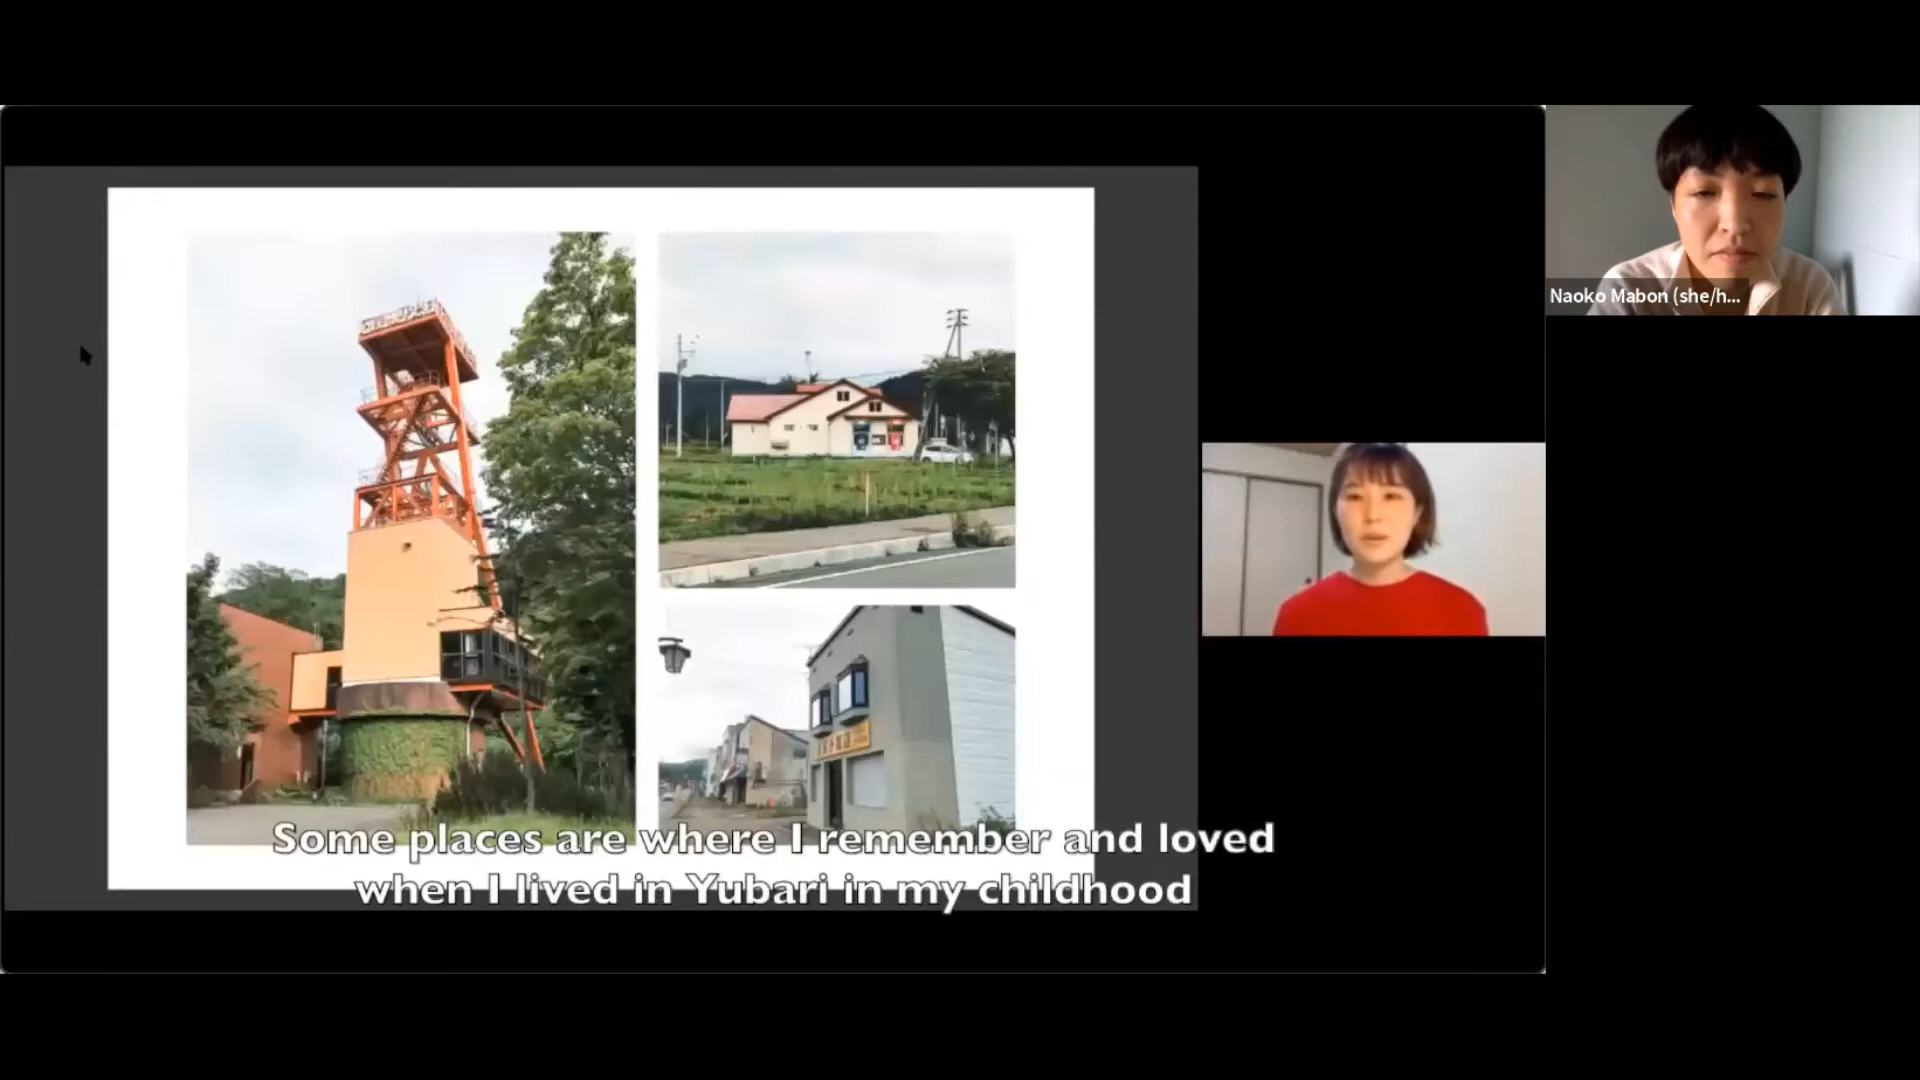 Naoko Mabon (she/h...
Some places are where I remember and loved
when I lived in Yubari in my childhood